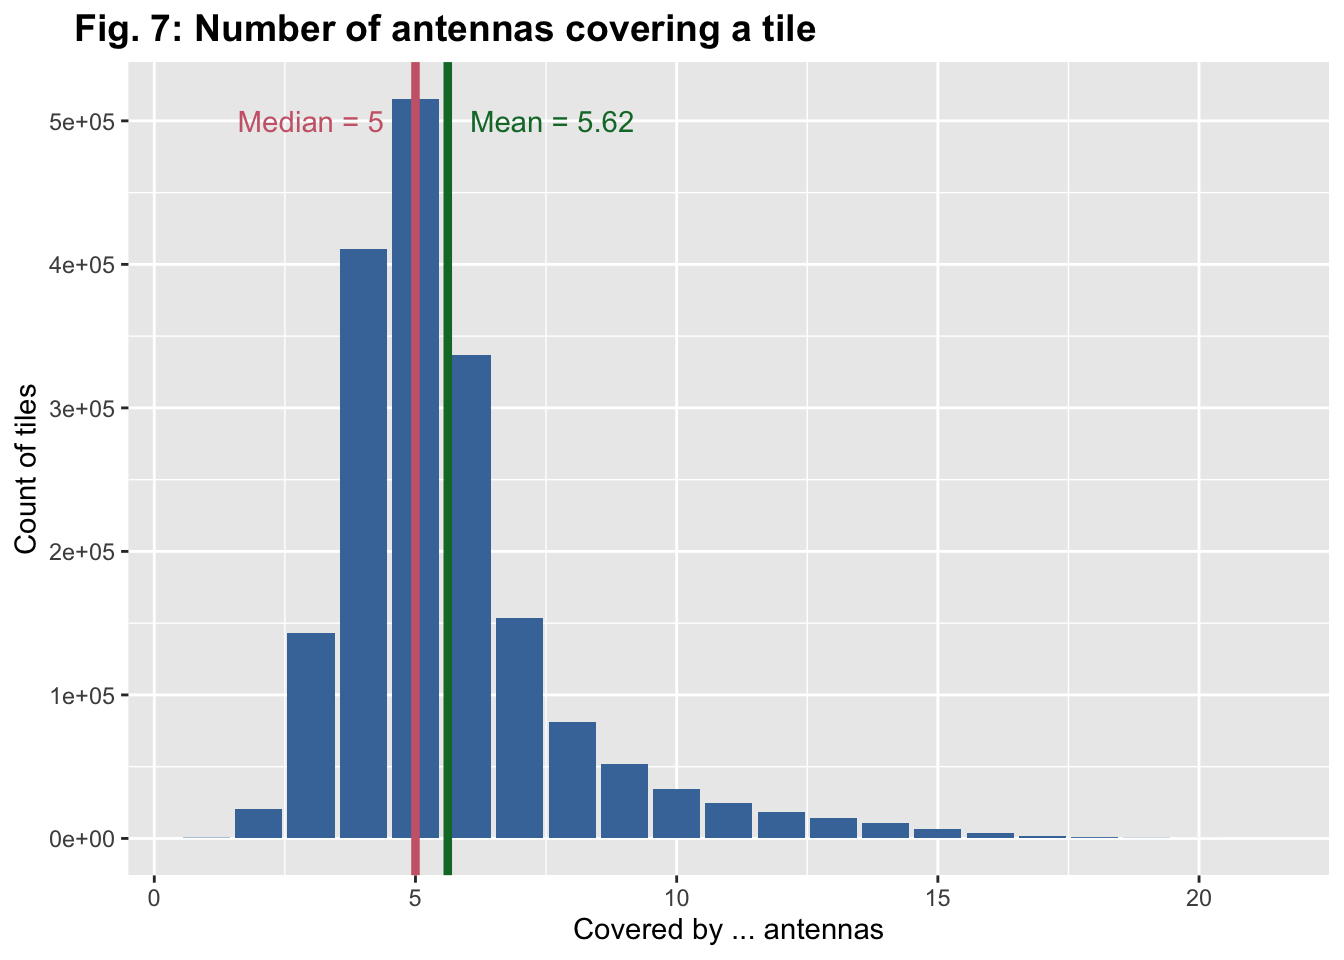 Fig. 7: Number of antennas covering a tile
Median = 5
Mean = 5.62
5e+05
4e+05
3e+05
2e+05
1e+05
0e+00
Count of tiles
0
5
10
15
20
Covered by ... antennas